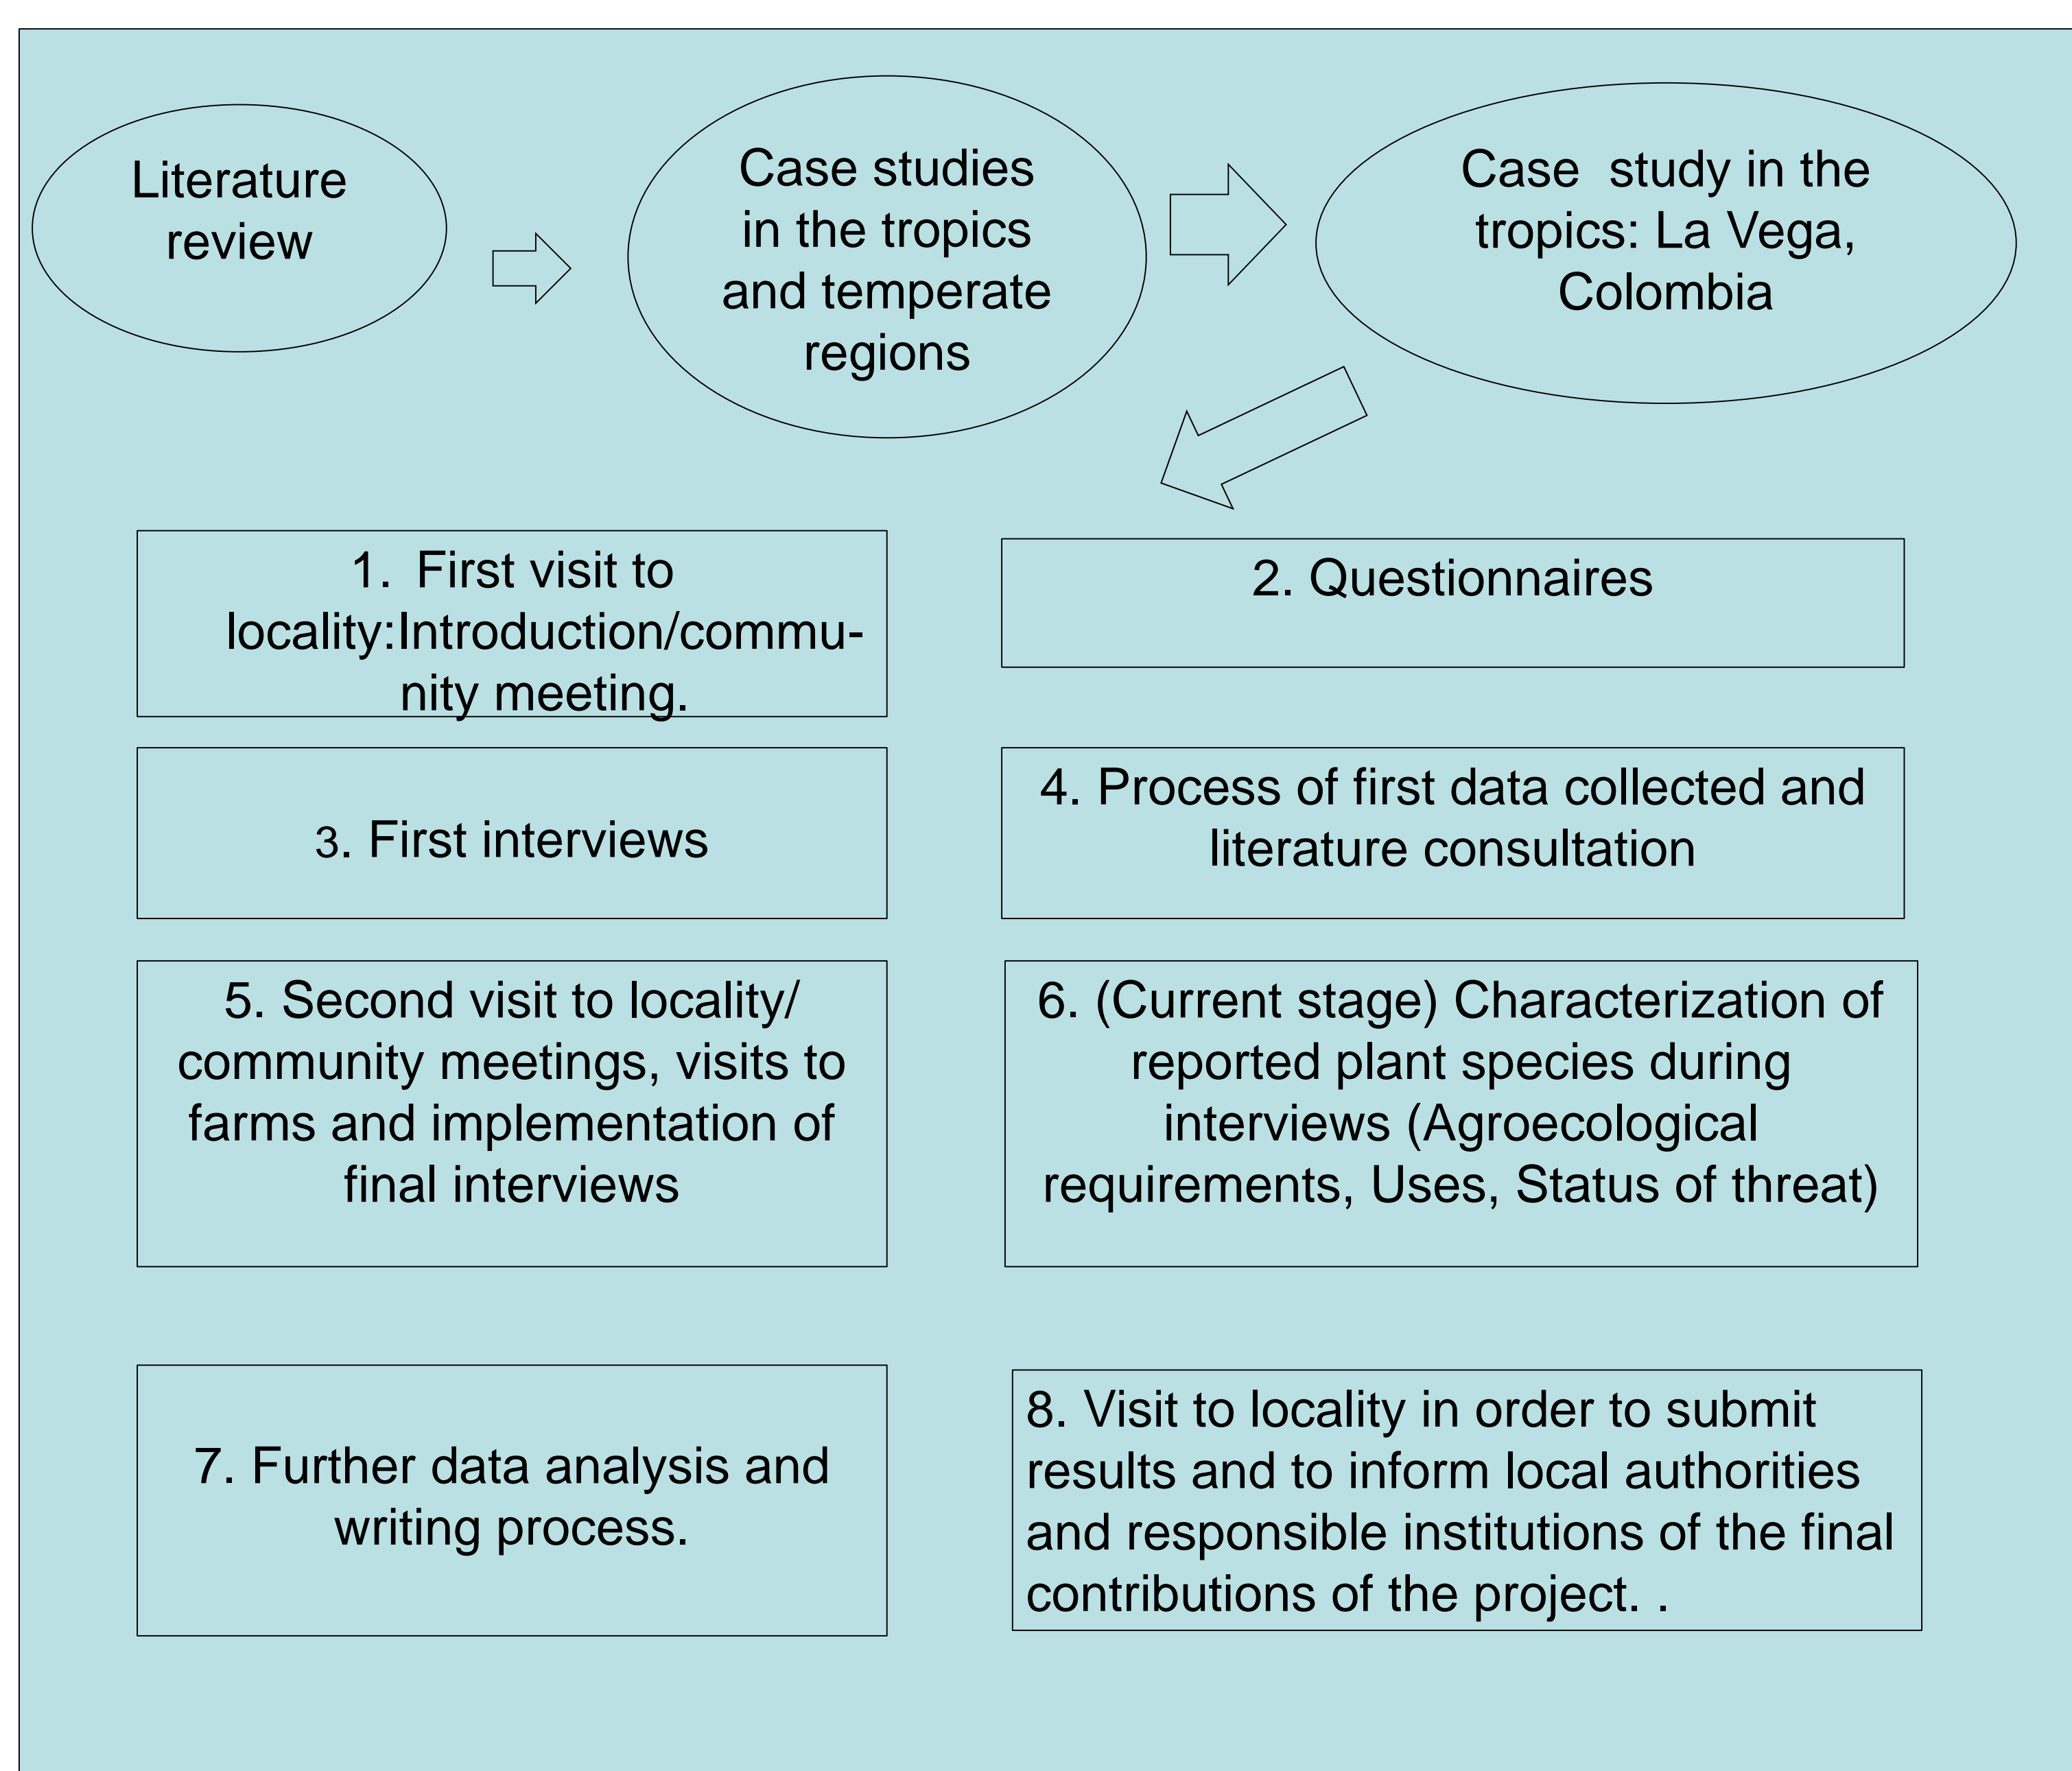 Literature
review
Case studies
in the tropics
and temperate
regions
Case study in the
tropics: La Vega,
Colombia
1. First visit to
locality:Introduction/commu-
nity meeting.
2. Questionnaires
3. First interviews
4. Process of first data collected and
literature consultation
5. Second visit to locality/
community meetings, visits to
farms and implementation of
final interviews
6. (Current stage) Characterization of
reported plant species during
interviews (Agroecological
requirements, Uses, Status of threat)
7. Further data analysis and
writing process.
8. Visit to locality in order to submit
results and to inform local authorities
and responsible institutions of the final
contributions of the project. .